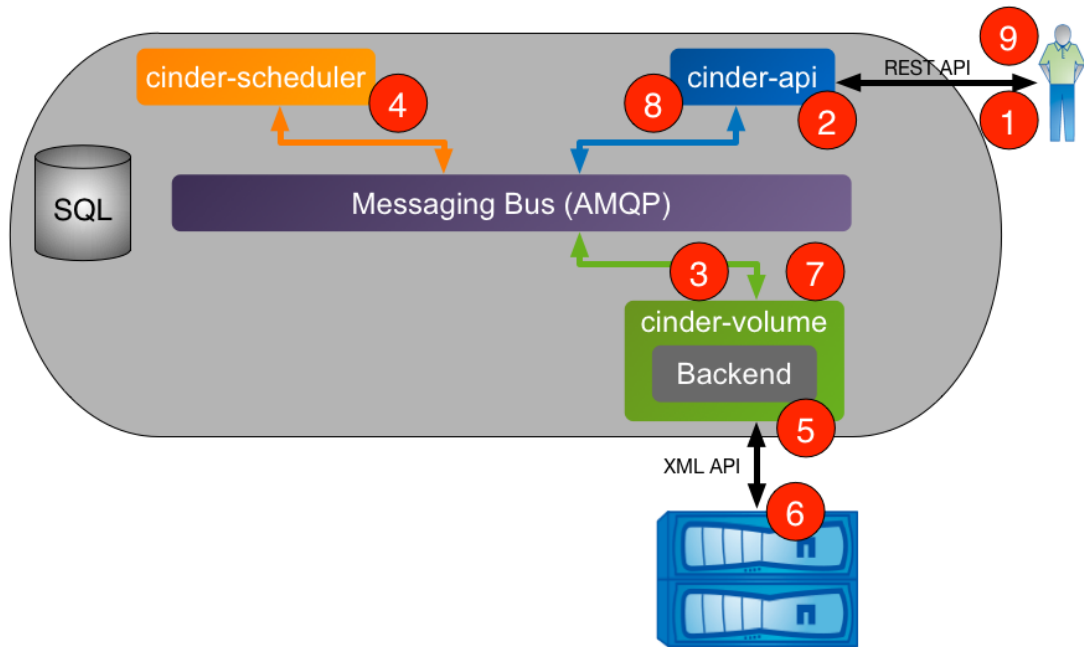 9
cinder-scheduler
cinder-api
REST API
4
8
2
1
SQL
Messaging Bus (AMQP)
3
7
cinder-volume
Backend
5
XML API
6